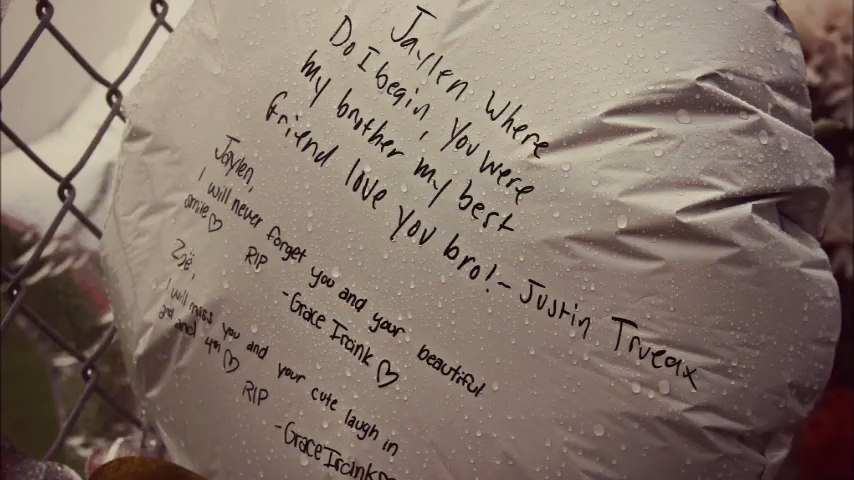 Jaylen Where
Do I begin, You were
my brother my best
friend love you bro! - Justin Trueax
Jaylen,
I will never forget you and your beautiful
smile♡
RIP
-Grace Irank ♡
Zoë,
I will miss you and your cute laugh in
3rd and 4th♡
RIP
-Grace Irank♡